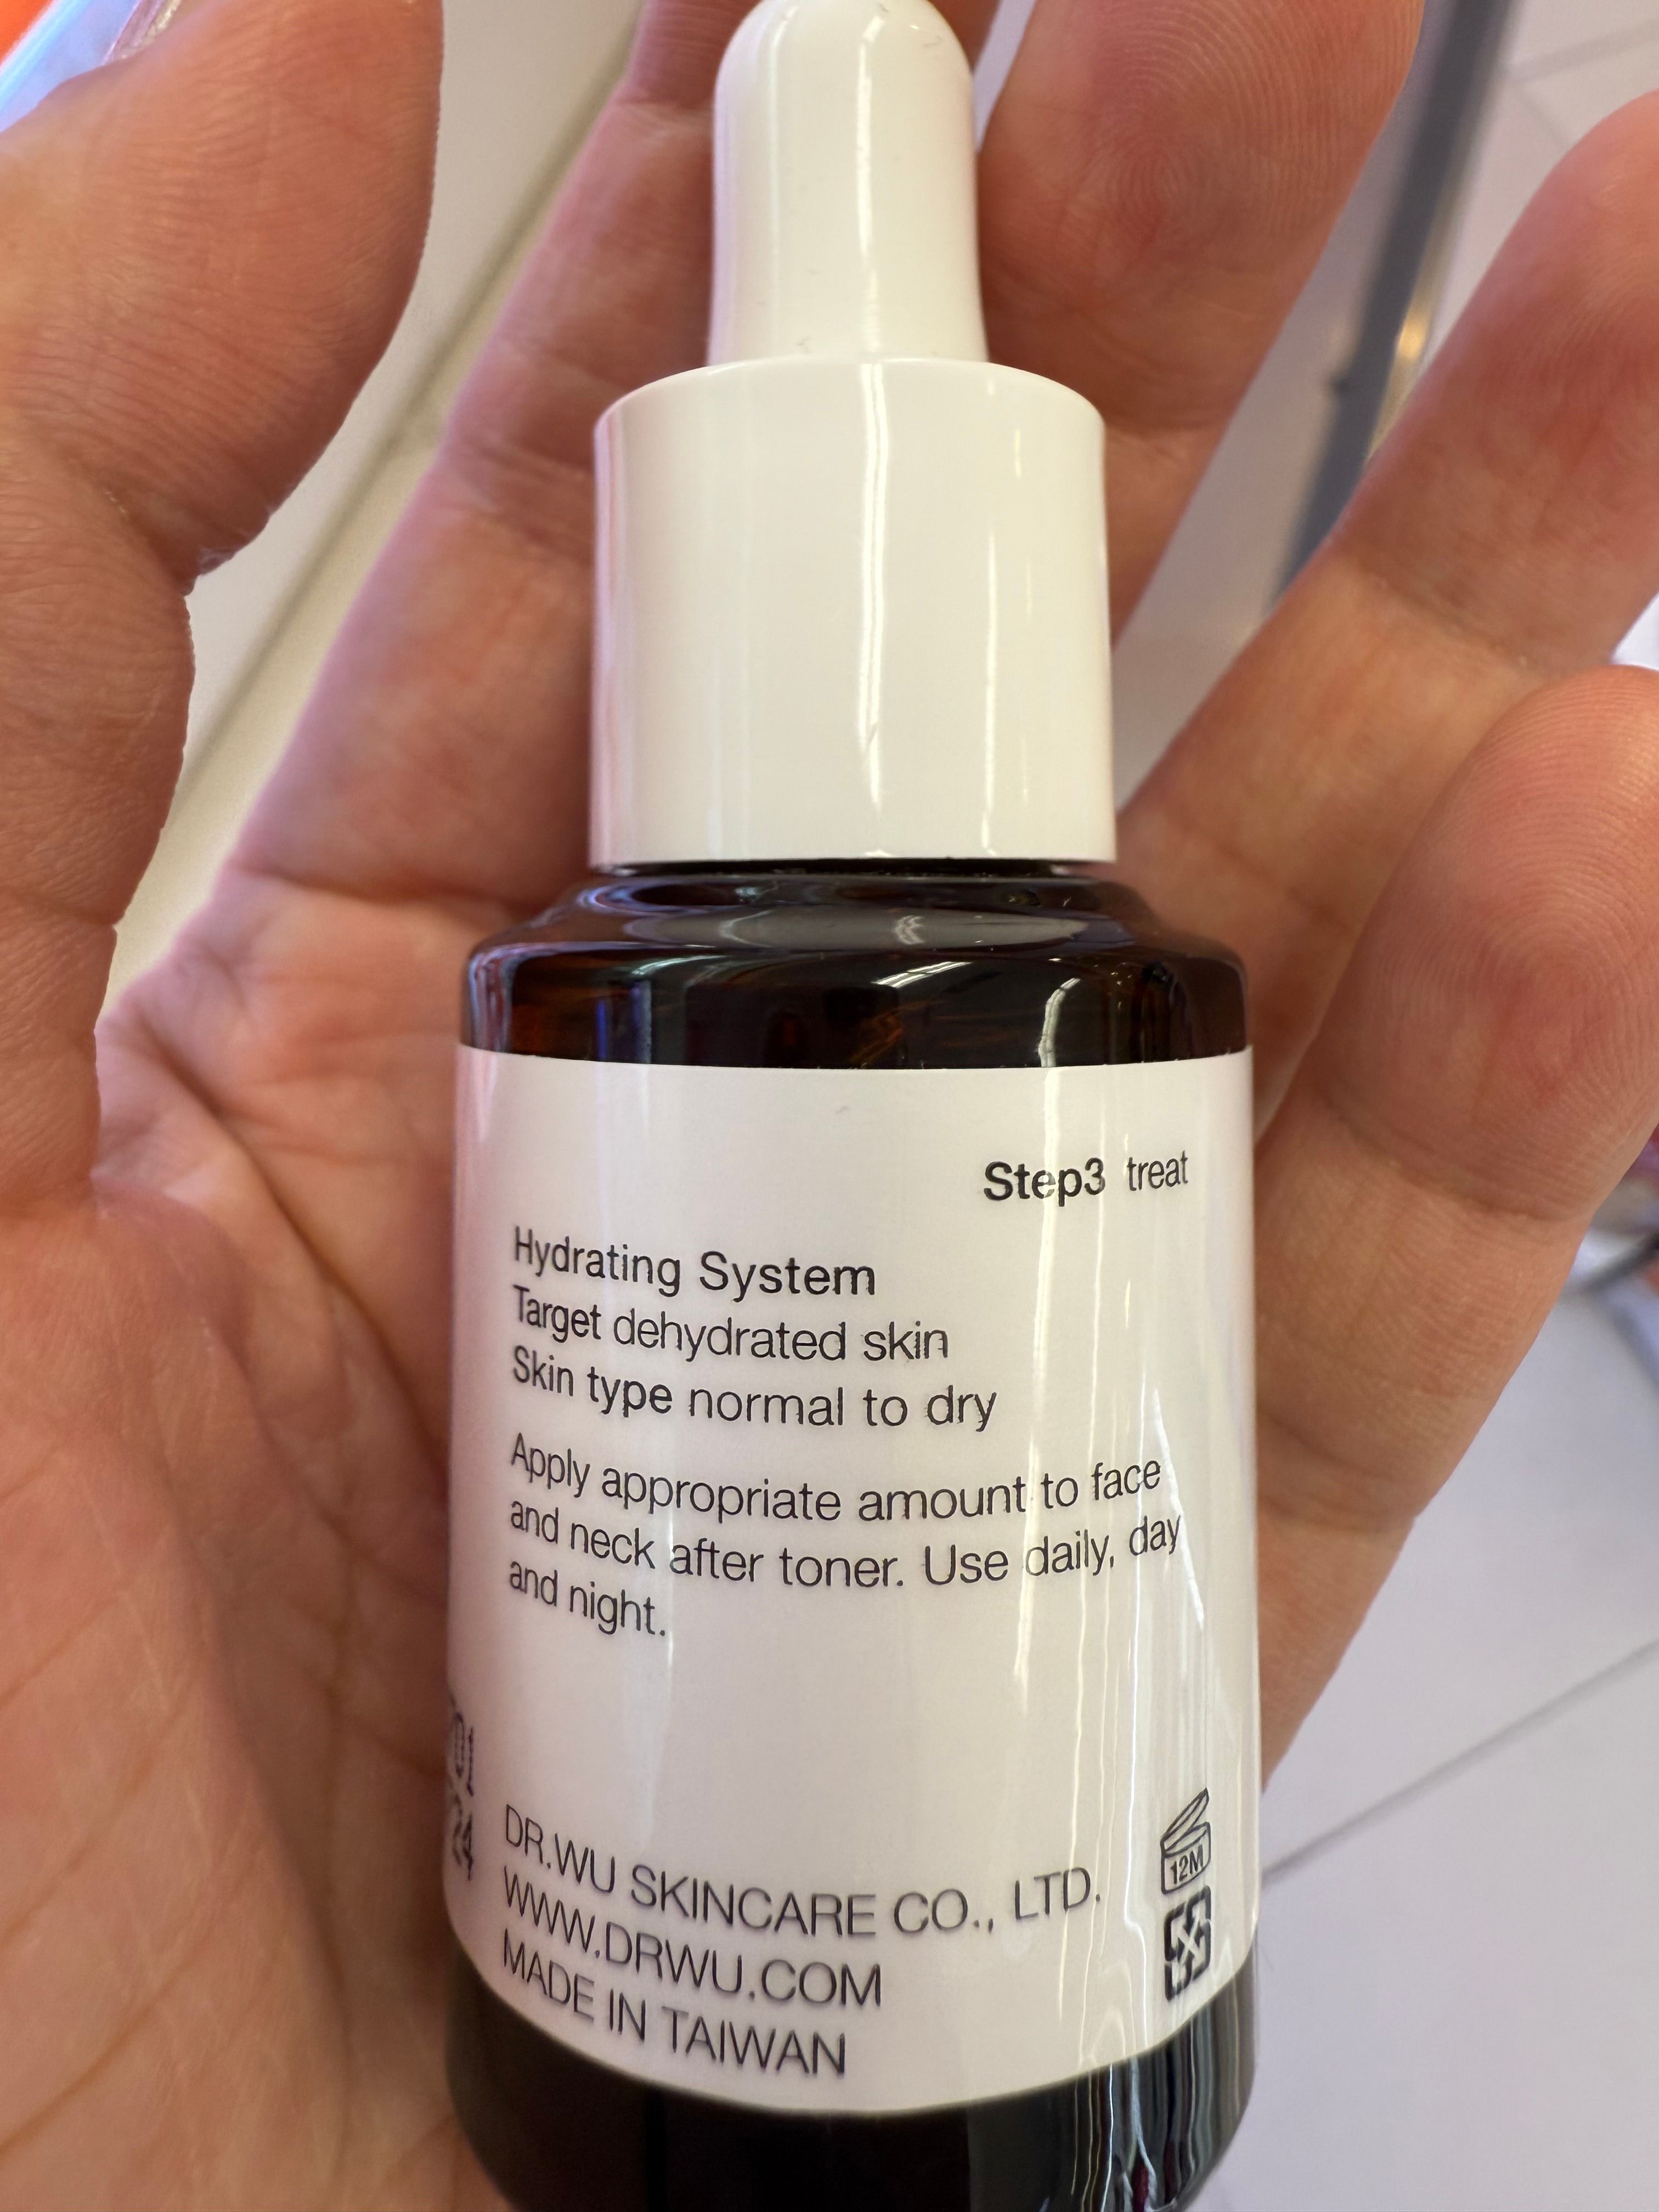 Step3 treat
Hydrating System
Target dehydrated skin
Skin type normal to dry
Apply appropriate amount to face
and neck after toner. Use daily, day
and night.
DR.WU SKINCARE CO., LTD.
WWW.DRWU.COM
MADE IN TAIWAN
12M